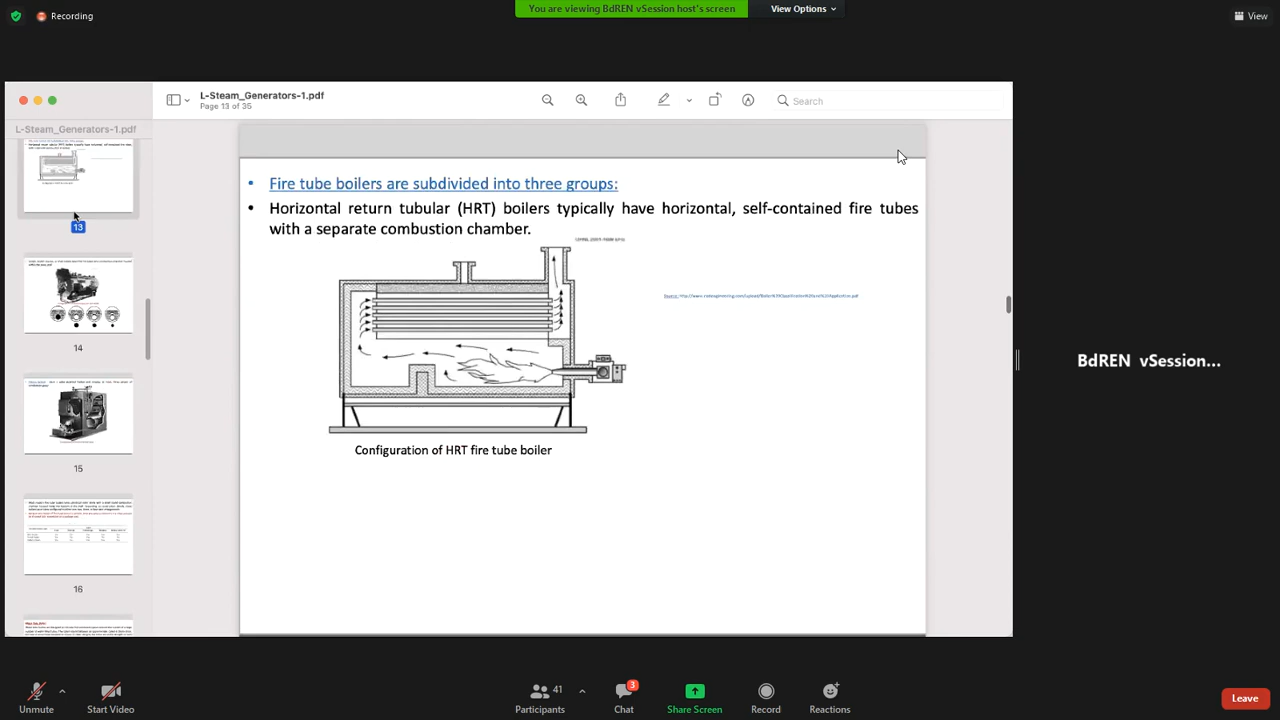 Recording
You are viewing BdREN vSession host's screen
View Options
View
L-Steam_Generators-1.pdf
Page 13 of 35
Search
L-Steam_Generators-1.pdf
13
14
15
16
• Fire tube boilers are subdivided into three groups:
• Horizontal return tubular (HRT) boilers typically have horizontal, self-contained fire tubes
with a separate combustion chamber.
Configuration of HRT fire tube boiler
BdREN vSession...
Unmute
Start Video
41
Participants
3
Chat
Share Screen
Record
Reactions
Leave